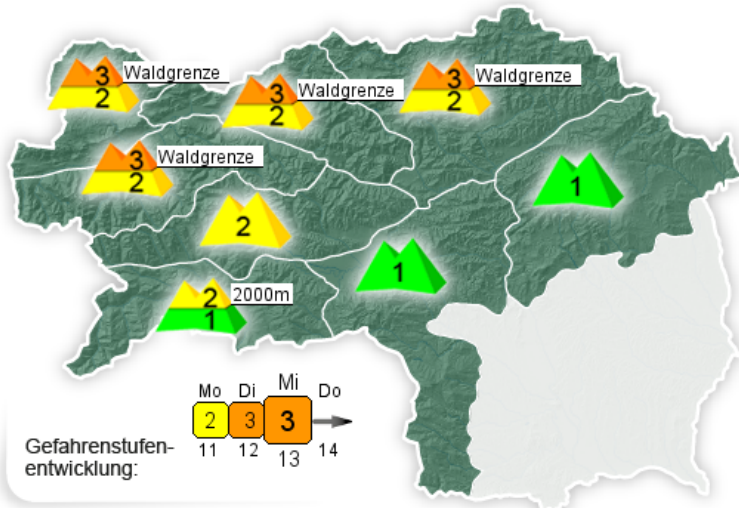 3 Waldgrenze
2
3 Waldgrenze
2
3 Waldgrenze
2
3 Waldgrenze
2
1
2
1
2 2000m
1
Mo Di Mi Do
2 3 3
11 12 13 14
Gefahrenstufen-
entwicklung: